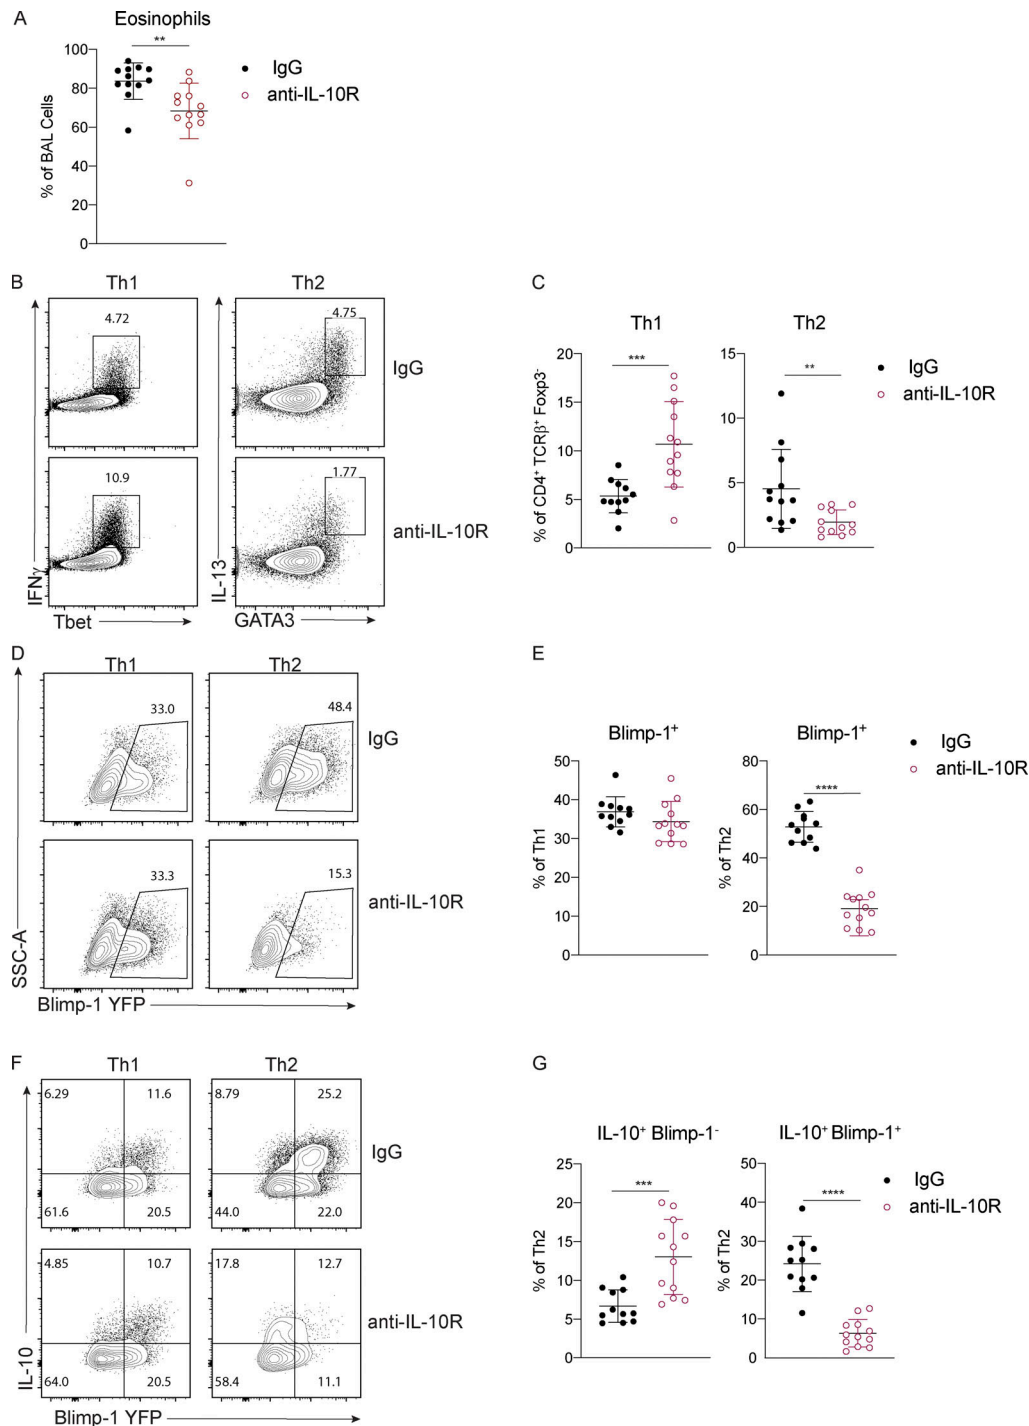 A
Eosinophils
**
100
80
60
40
20
0
% of BAL Cells
IgG
anti-IL-10R
B
Th1
Th2
4.72
4.75
IgG
10.9
1.77
anti-IL-10R
IFNγ
IL-13
Tbet
GATA3
C
Th1
Th2
20
15
10
5
0
***
% of CD4⁺ TCRβ⁺ Foxp3⁻
15
10
5
0
**
IgG
anti-IL-10R
D
Th1
Th2
33.0
48.4
IgG
33.3
15.3
anti-IL-10R
SSC-A
Blimp-1 YFP
E
Blimp-1⁺
Blimp-1⁺
50
40
30
20
10
0
% of Th1
80
60
40
20
0
% of Th2
****
IgG
anti-IL-10R
F
Th1
Th2
6.29 11.6
8.79 25.2
IgG
61.6 20.5
44.0 22.0
4.85 10.7
17.8 12.7
anti-IL-10R
64.0 20.5
58.4 11.1
IL-10
Blimp-1 YFP
G
IL-10⁺ Blimp-1⁻
IL-10⁺ Blimp-1⁺
25
20
15
10
5
0
% of Th2
***
50
40
30
20
10
0
% of Th2
****
IgG
anti-IL-10R